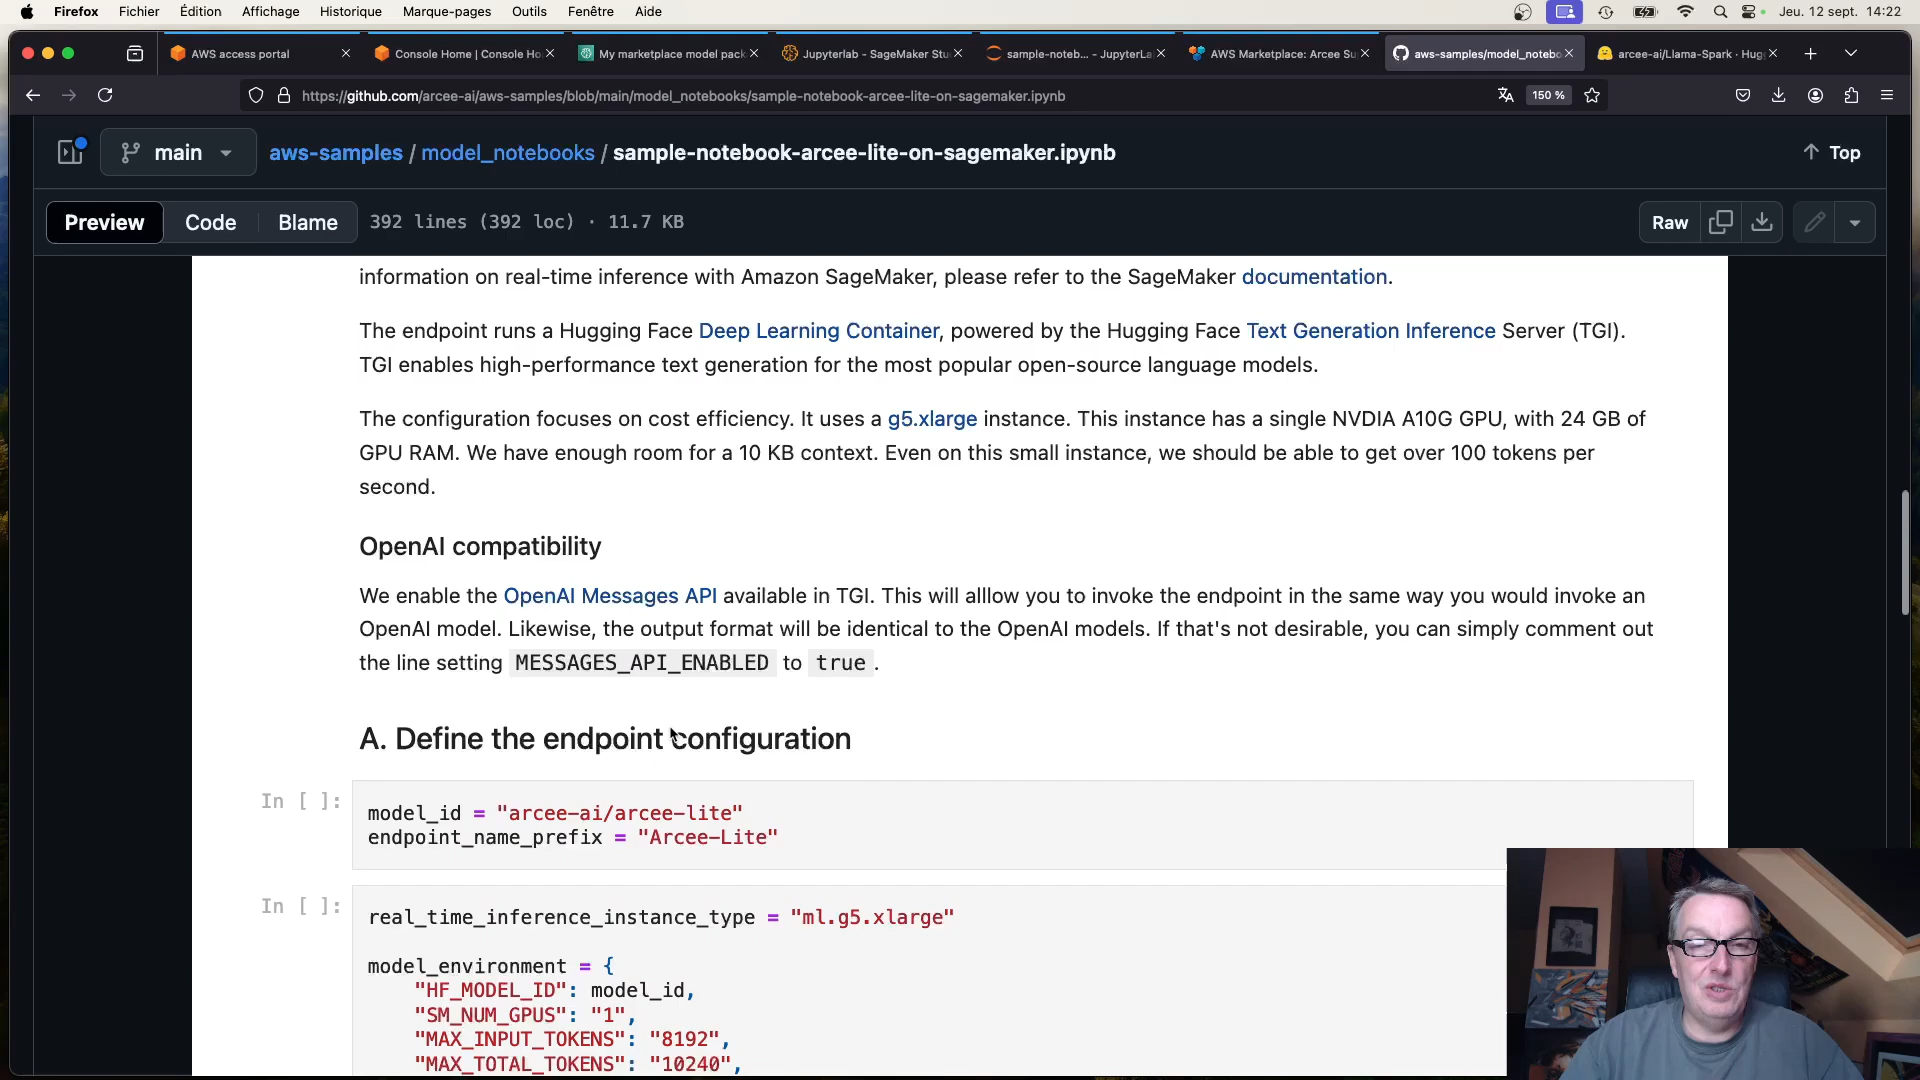 Firefox Fichier Édition Affichage Historique Marque-pages Outils Fenêtre Aide Jeu. 12 sept. 14:22
AWS access portal
Console Home | Console Ho
My marketplace model pack
Jupyterlab - SageMaker Stu
sample-noteb... - JupyterLa
AWS Marketplace: Arcee Su
aws-samples/model_notebo
arcee-ai/Llama-Spark · Hug
https://github.com/arcee-ai/aws-samples/blob/main/model_notebooks/sample-notebook-arcee-lite-on-sagemaker.ipynb 150 %
main aws-samples / model_notebooks / sample-notebook-arcee-lite-on-sagemaker.ipynb Top
Preview Code Blame 392 lines (392 loc) · 11.7 KB Raw
information on real-time inference with Amazon SageMaker, please refer to the SageMaker documentation.
The endpoint runs a Hugging Face Deep Learning Container, powered by the Hugging Face Text Generation Inference Server (TGI).
TGI enables high-performance text generation for the most popular open-source language models.
The configuration focuses on cost efficiency. It uses a g5.xlarge instance. This instance has a single NVIDIA A10G GPU, with 24 GB of
GPU RAM. We have enough room for a 10 KB context. Even on this small instance, we should be able to get over 100 tokens per
second.
OpenAI compatibility
We enable the OpenAI Messages API available in TGI. This will alllow you to invoke the endpoint in the same way you would invoke an
OpenAI model. Likewise, the output format will be identical to the OpenAI models. If that's not desirable, you can simply comment out
the line setting MESSAGES_API_ENABLED to true .
A. Define the endpoint configuration
In [ ]:
model_id = "arcee-ai/arcee-lite"
endpoint_name_prefix = "Arcee-Lite"
In [ ]:
real_time_inference_instance_type = "ml.g5.xlarge"
model_environment = {
"HF_MODEL_ID": model_id,
"SM_NUM_GPUS": "1",
"MAX_INPUT_TOKENS": "8192",
"MAX_TOTAL_TOKENS": "10240",